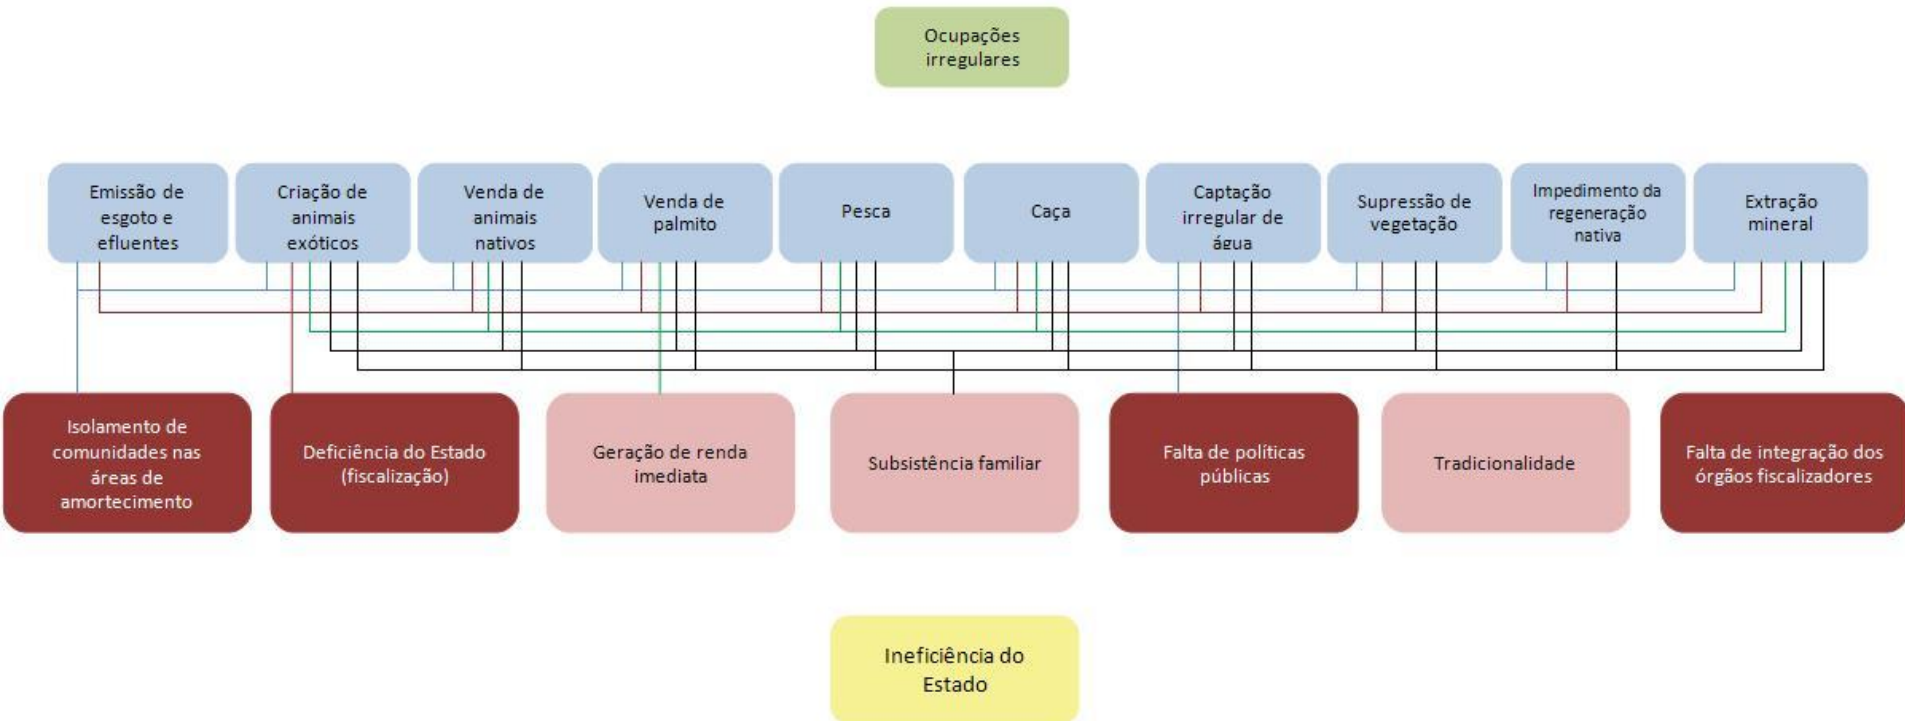 Ocupações
irregulares
Emissão de
esgoto e
efluentes
Criação de
animais
exóticos
Venda de
animais
nativos
Venda de
palmito
Pesca
Caça
Captação
irregular de
água
Supressão de
vegetação
Impedimento da
regeneração
nativa
Extração
mineral
Isolamento de
comunidades nas
áreas de
amortecimento
Deficiência do Estado
(fiscalização)
Geração de renda
imediata
Subsistência familiar
Falta de políticas
públicas
Tradicionalidade
Falta de integração dos
órgãos fiscalizadores
Ineficiência do
Estado